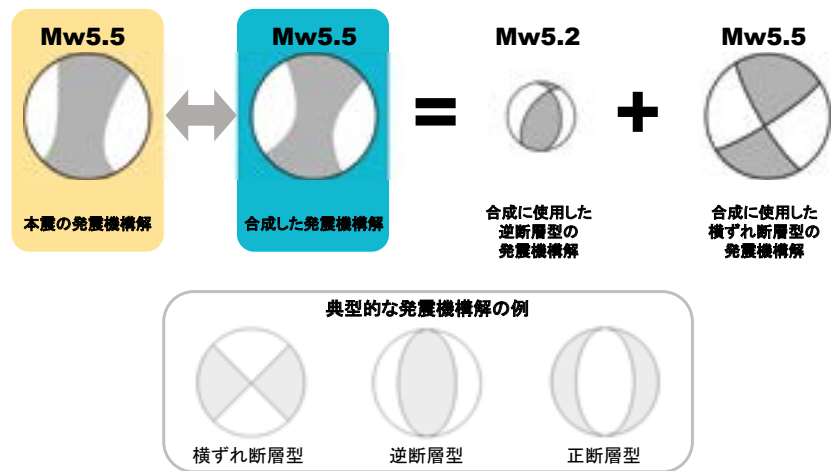 Mw5.5
Mw5.5
Mw5.2
Mw5.5
=
+
本震の発震機構解
合成した発震機構解
合成に使用した
逆断層型の
発震機構解
合成に使用した
横ずれ断層型の
発震機構解
典型的な発震機構解の例
横ずれ断層型
逆断層型
正断層型